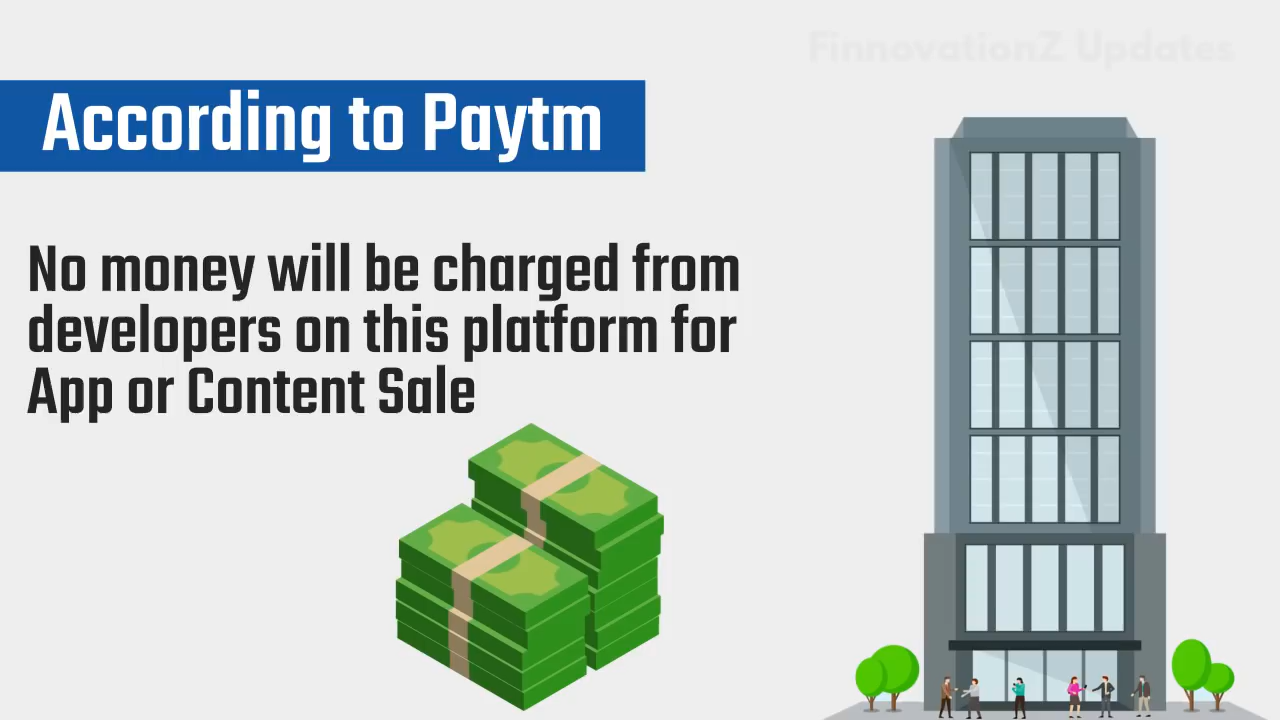 FinnovationZ Updates
According to Paytm
No money will be charged from
developers on this platform for
App or Content Sale